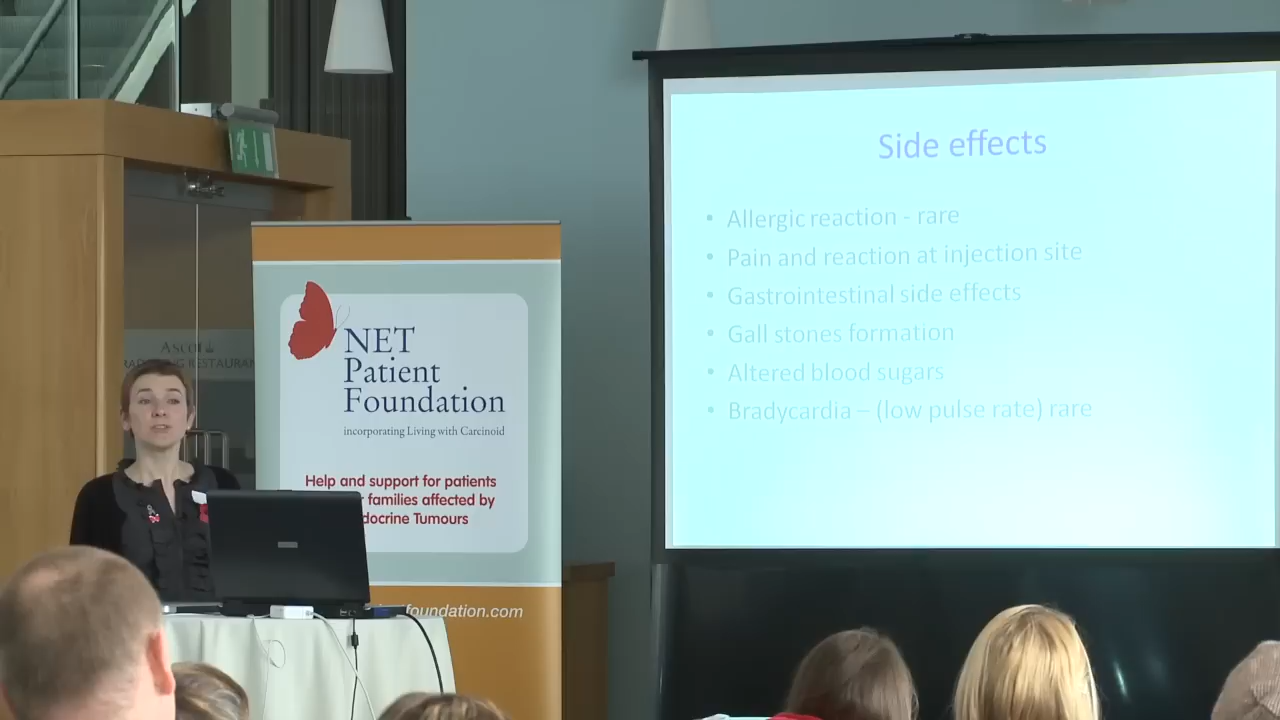 Side effects
• Allergic reaction - rare
• Pain and reaction at injection site
• Gastrointestinal side effects
• Gall stones formation
• Altered blood sugars
• Bradycardia – (low pulse rate) rare
NET
Patient
Foundation
incorporating Living with Carcinoid
Help and support for patients
families affected by
docrine Tumours
foundation.com
Ascot
RESTAURAN